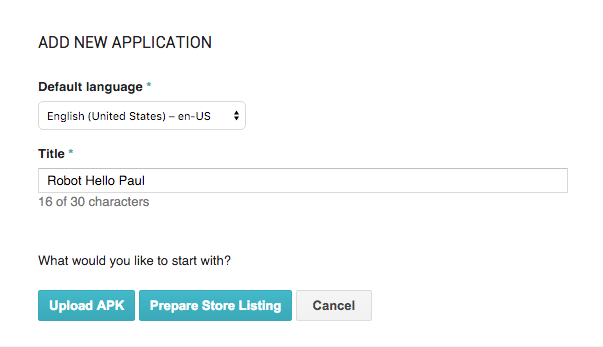 ADD NEW APPLICATION
Default language *
English (United States) – en-US
Title *
Robot Hello Paul
16 of 30 characters
What would you like to start with?
Upload APK Prepare Store Listing Cancel